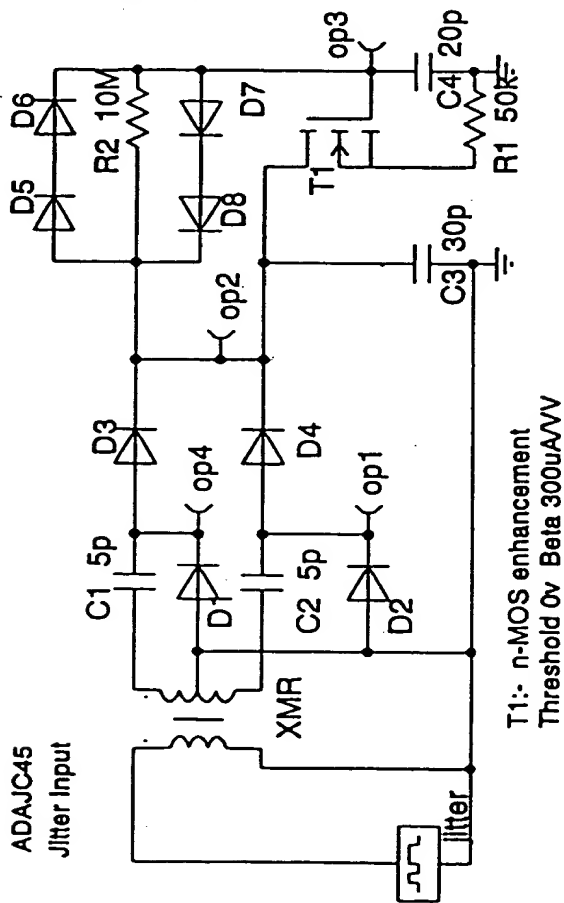 ADAJC45
Jitter Input
jitter
XMR
C1 5p
D1
C2 5p
D2
D3
op4
D4
op1
op2
D5 D6
R2 10M
D8 D7
T1
op3
C3 30p
C4 20p
R1 50k
T1:- n-MOS enhancement
Threshold 0v Beta 300uA/VV